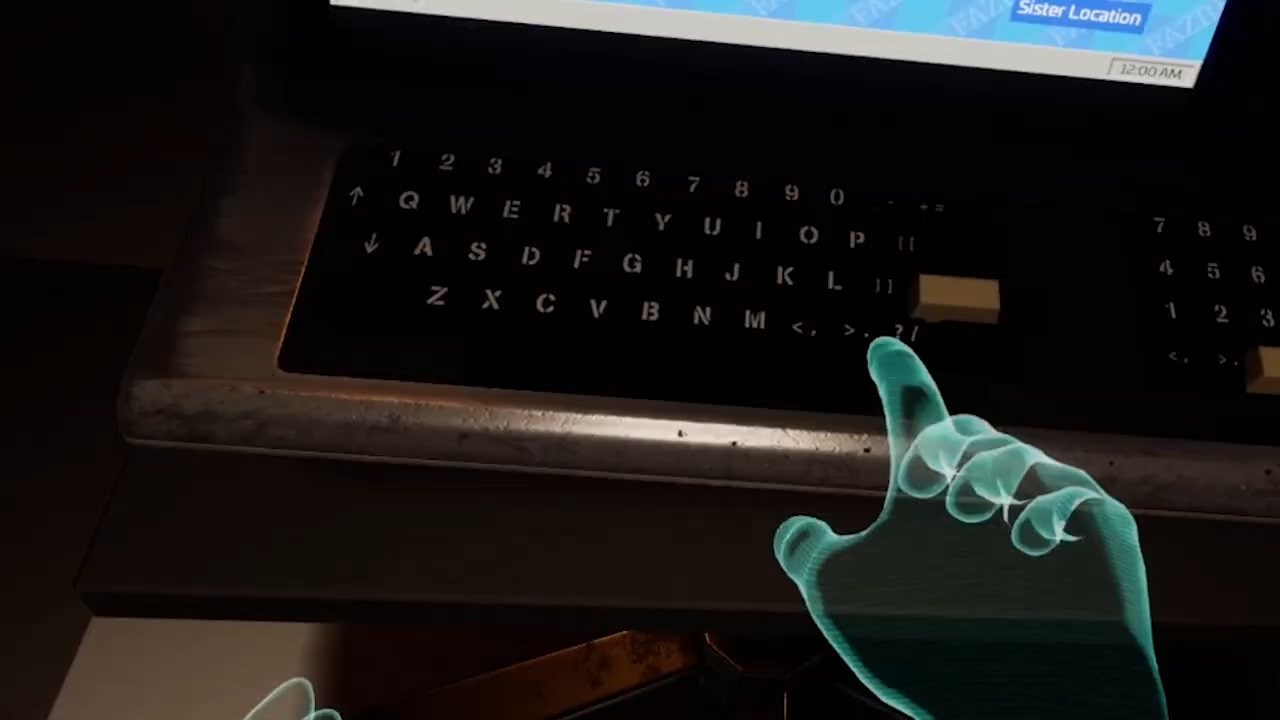 Sister Location
12:00 AM
1 2 3 4 5 6 7 8 9 0 - +=
↑ Q W E R T Y U I O P [[
↓ A S D F G H J K L ]]
Z X C V B N M <, >. ?/
7 8 9
4 5 6
1 2 3
<, >.